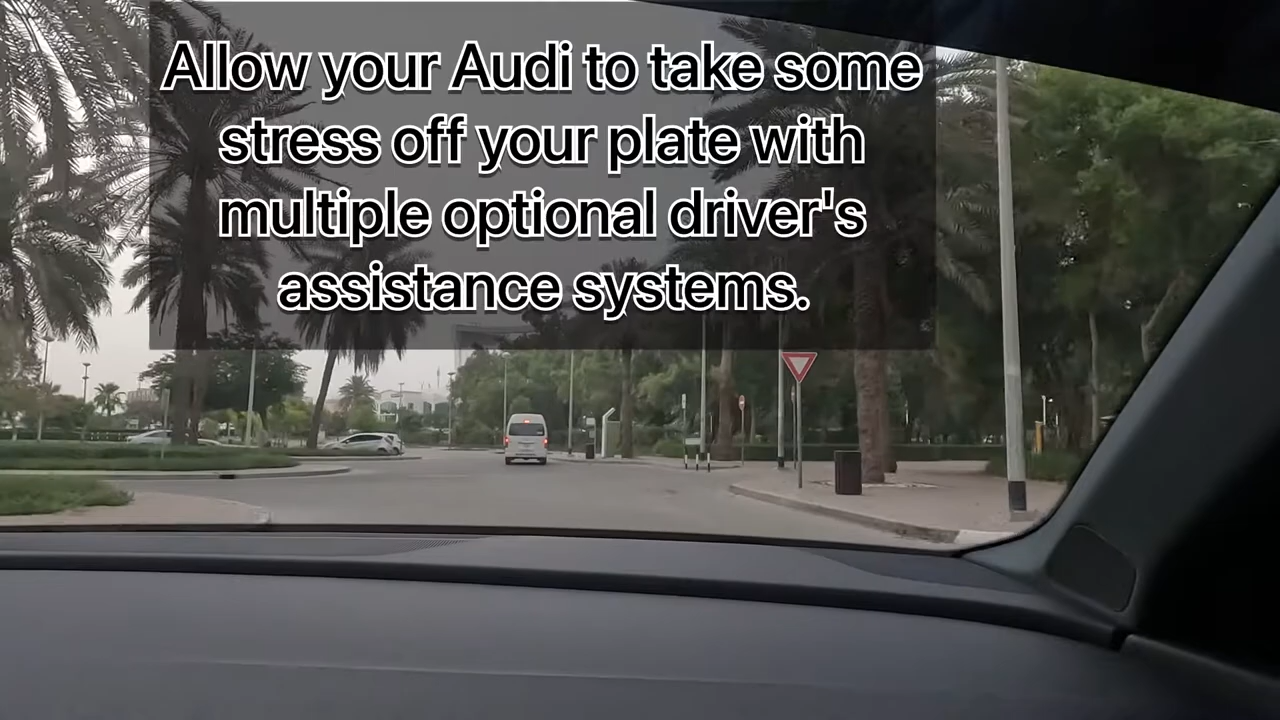 Allow your Audi to take some
stress off your plate with
multiple optional driver's
assistance systems.